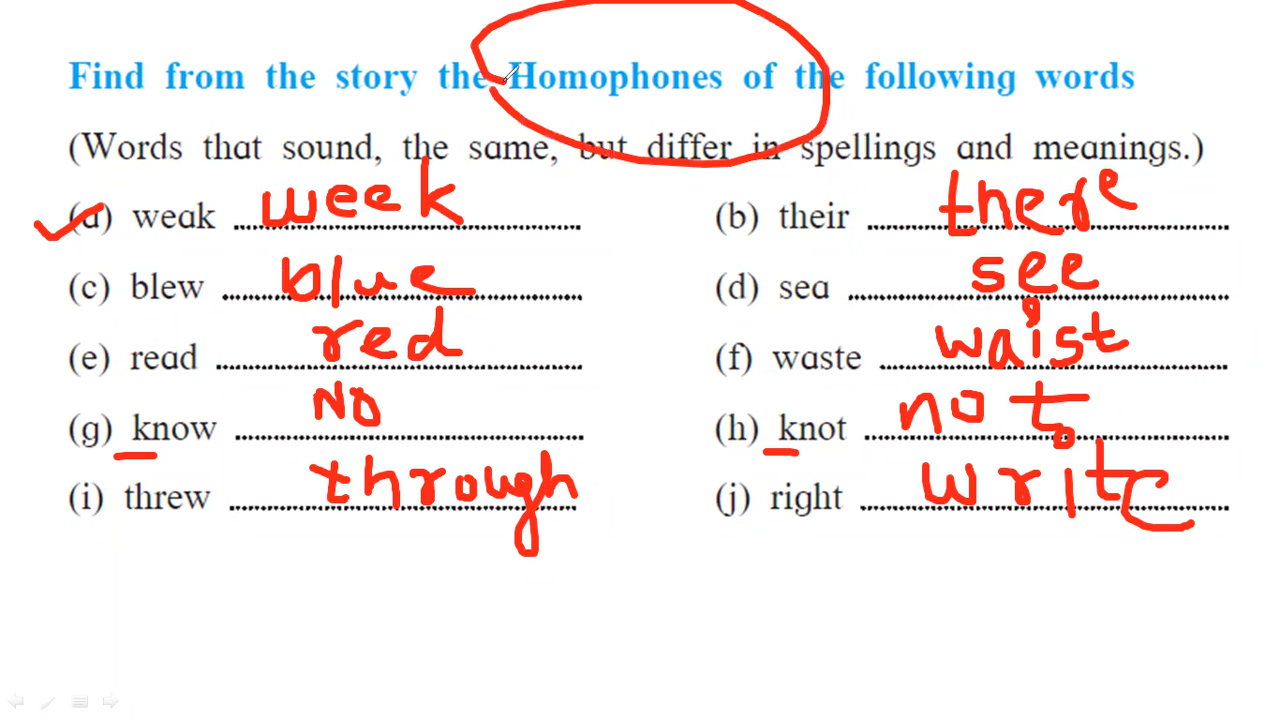 Find from the story the Homophones of the following words
(Words that sound, the same, but differ in spellings and meanings.)
(a) weak week (b) their there
(c) blew blue (d) sea see
(e) read red (f) waste waist
(g) know No (h) knot not
(i) threw through (j) right write